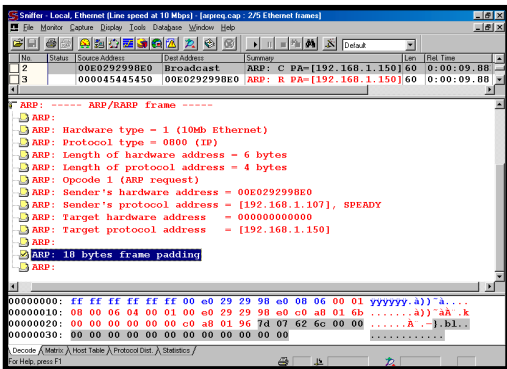 Sniffer - Local, Ethernet (Line speed at 10 Mbps) - [arpreq.cap : 2/5 Ethernet frames]
File Monitor Capture Display Tools Database Window Help
Default
No. Status Source Address Dest Address Summary Len Rel. Time
2 00E0292998E0 Broadcast ARP: C PA=[192.168.1.150] 60 0:00:09.88
3 000045445450 00E0292998E0 ARP: R PA=[192.168.1.150] 60 0:00:09.88
ARP: ----- ARP/RARP frame -----
ARP:
ARP: Hardware type = 1 (10Mb Ethernet)
ARP: Protocol type = 0800 (IP)
ARP: Length of hardware address = 6 bytes
ARP: Length of protocol address = 4 bytes
ARP: Opcode 1 (ARP request)
ARP: Sender's hardware address = 00E0292998E0
ARP: Sender's protocol address = [192.168.1.107], SPEADY
ARP: Target hardware address = 000000000000
ARP: Target protocol address = [192.168.1.150]
ARP:
ARP: 18 bytes frame padding
ARP:
00000000: ff ff ff ff ff ff 00 e0 29 29 98 e0 08 06 00 01 yyyyyy.à))˜à....
00000010: 08 00 06 04 00 01 00 e0 29 29 98 e0 c0 a8 01 6b .......à))˜àÀ¨.k
00000020: 00 00 00 00 00 00 c0 a8 01 96 7d 07 62 6c 00 00 ......À¨.–}.bl..
00000030: 00 00 00 00 00 00 00 00 00 00 00 00 ............
Decode Matrix Host Table Protocol Dist. Statistics
For Help, press F1